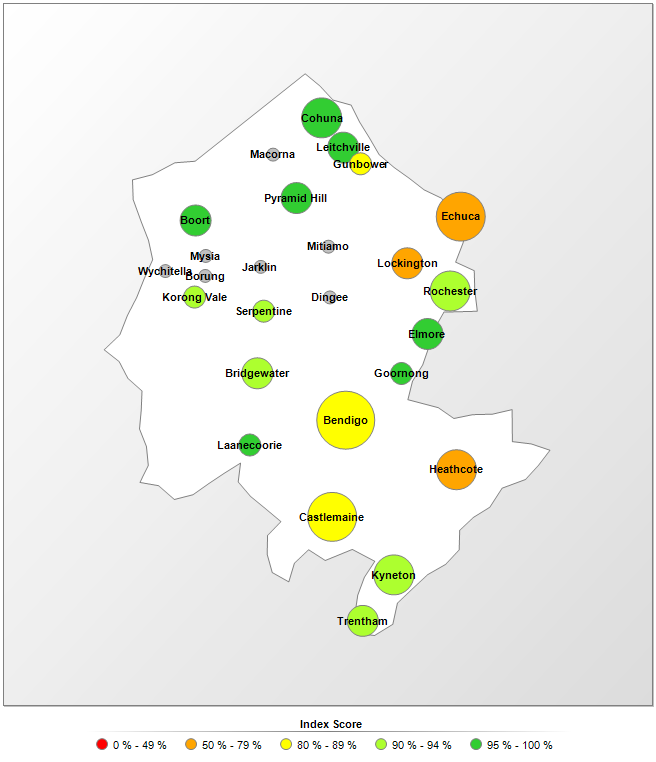 Cohuna
Leitchville
Macorna
Gunbower
Pyramid Hill
Echuca
Boort
Mitiamo
Mysia
Lockington
Jarklin
Wychitella
Borung
Rochester
Korong Vale
Dingee
Serpentine
Elmore
Bridgewater
Goornong
Bendigo
Laanecoorie
Heathcote
Castlemaine
Kyneton
Trentham
Index Score
0 % - 49 % 50 % - 79 % 80 % - 89 % 90 % - 94 % 95 % - 100 %